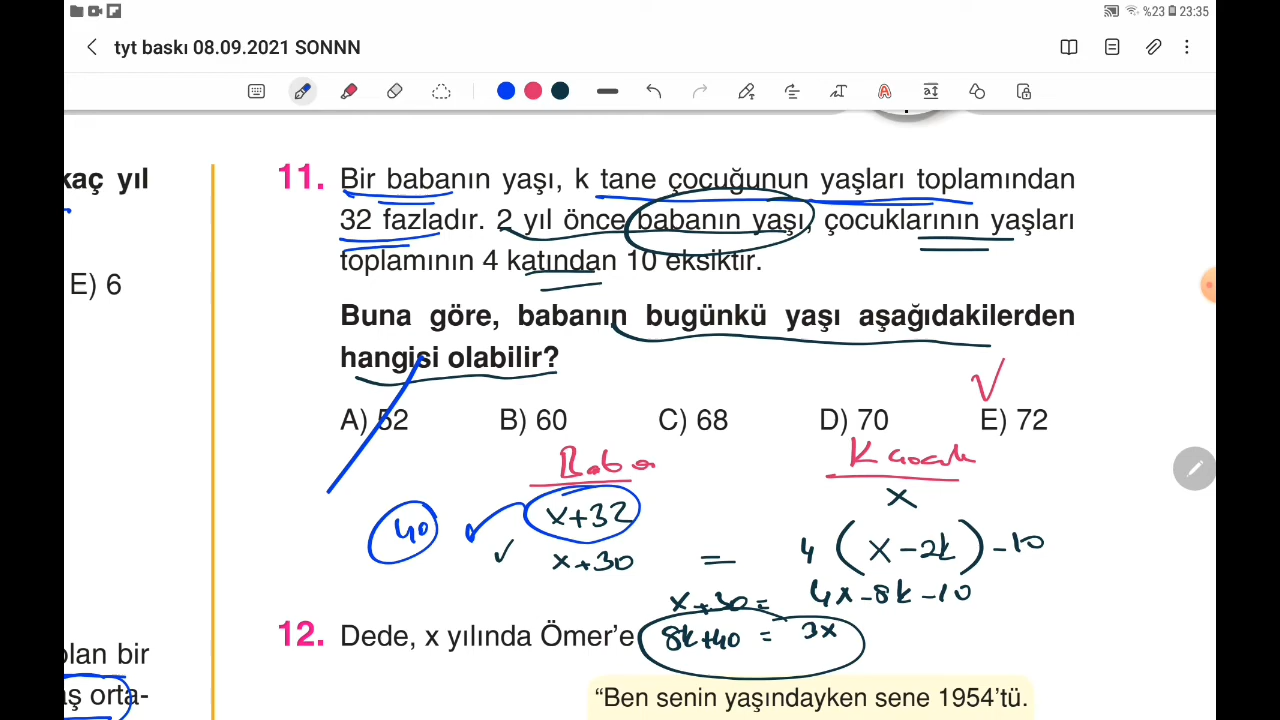 %23 23:35
tyt baskı 08.09.2021 SONNN
kaç yıl
E) 6
11. Bir babanın yaşı, k tane çocuğunun yaşları toplamından
32 fazladır. 2 yıl önce babanın yaşı, çocuklarının yaşları
toplamının 4 katından 10 eksiktir.
Buna göre, babanın bugünkü yaşı aşağıdakilerden
hangisi olabilir?
A) 52 B) 60 C) 68 D) 70 E) 72
Baba K çocuk
x+32 x
40
x+30 = 4(x-2k)-10
x+30 = 4x-8k-10
8k+40 = 3x
12. Dede, x yılında Ömer’e
olan bir
aş orta-
“Ben senin yaşındayken sene 1954’tü.